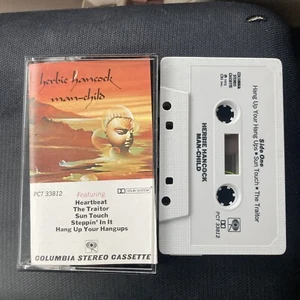 herbie hancock
man-child
PCT 33812
Featuring
Heartbeat
The Traitor
Sun Touch
Steppin' In It
Hang Up Your Hangups
COLUMBIA STEREO CASSETTE
Side One
Hang Up Your Hang Ups • Sun Touch • The Traitor
HERBIE HANCOCK
MAN-CHILD
PCT 33812